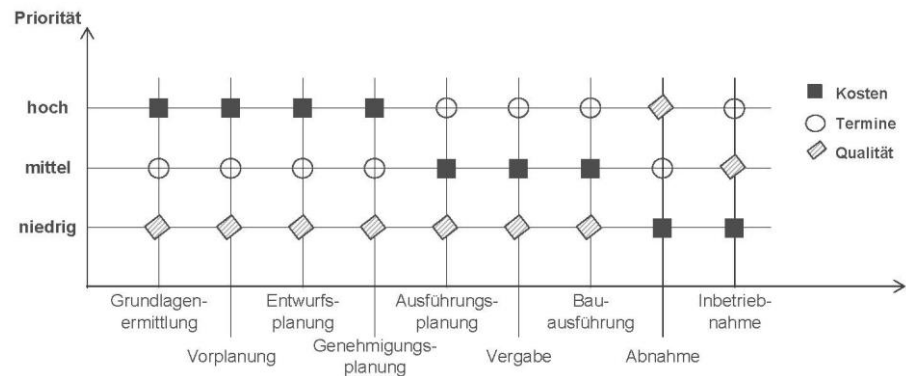 Priorität
hoch
mittel
niedrig
Kosten
Termine
Qualität
Grundlagen-
ermittlung
Vorplanung
Entwurfs-
planung
Genehmigungs-
planung
Ausführungs-
planung
Vergabe
Bau-
ausführung
Abnahme
Inbetrieb-
nahme